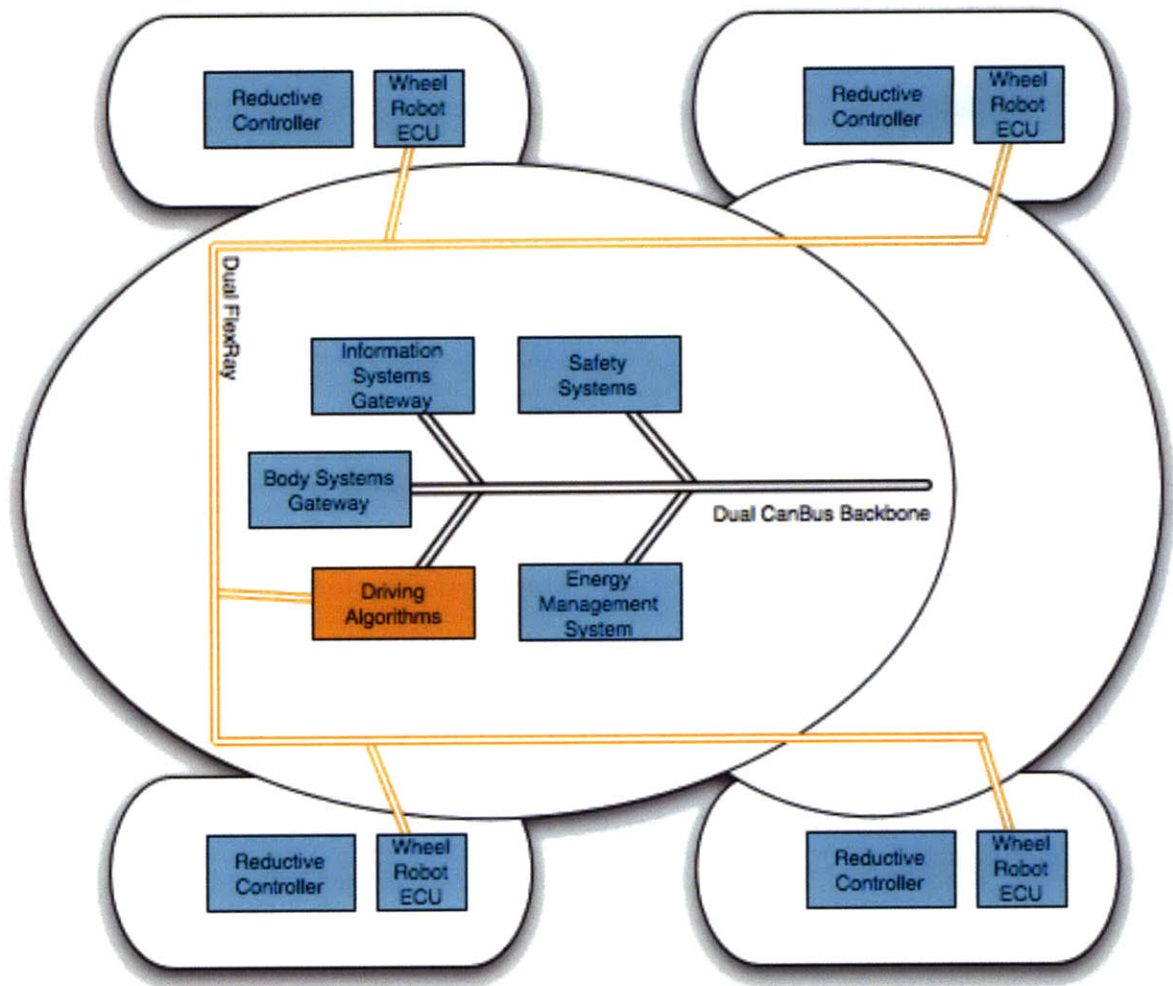 Reductive
Controller
Wheel
Robot
ECU
Reductive
Controller
Wheel
Robot
ECU
Dual FlexRay
Information
Systems
Gateway
Safety
Systems
Body Systems
Gateway
Dual CanBus Backbone
Driving
Algorithms
Energy
Management
System
Reductive
Controller
Wheel
Robot
ECU
Reductive
Controller
Wheel
Robot
ECU